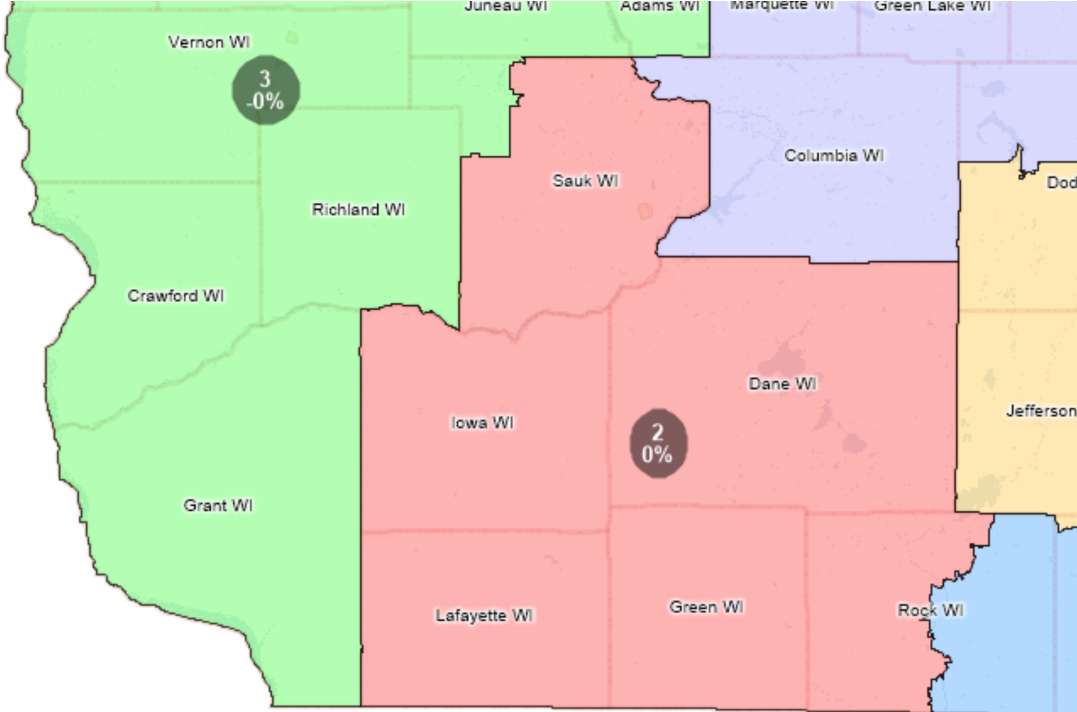 Juneau WI
Adams WI
Marquette WI
Green Lake WI
Vernon WI
3
-0%
Columbia WI
Sauk WI
Dod
Richland WI
Crawford WI
Dane WI
Jefferson
Iowa WI
2
0%
Grant WI
Lafayette WI
Green WI
Rock WI